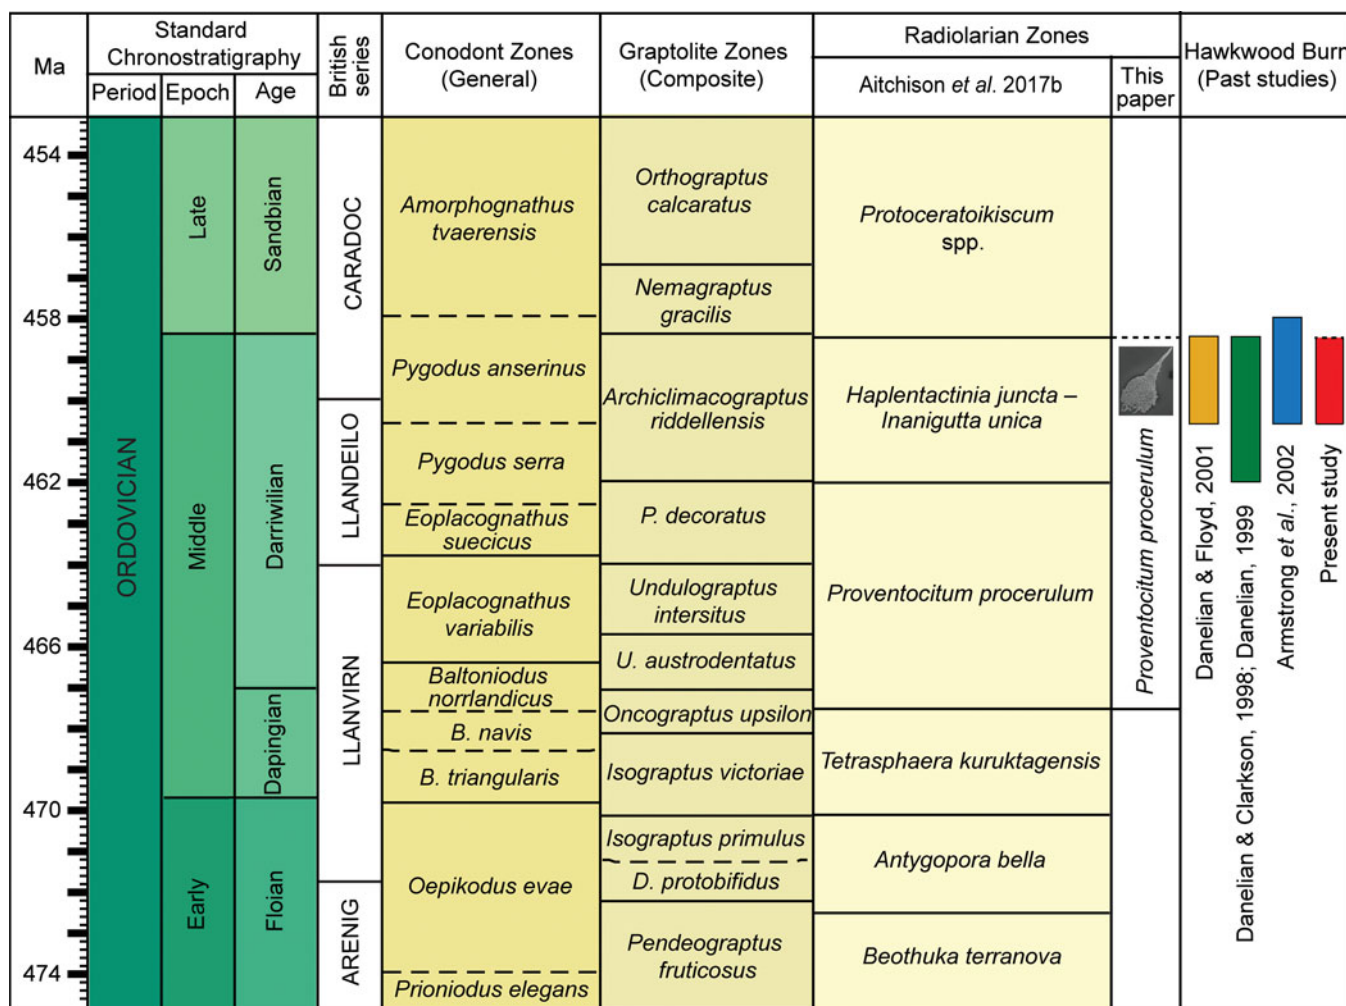 Ma
Standard
Chronostratigraphy
Period
Epoch
Age
British
series
Conodont Zones
(General)
Graptolite Zones
(Composite)
Radiolarian Zones
Aitchison et al. 2017b
This
paper
Hawkwood Burn
(Past studies)
454
458
462
466
470
474
ORDOVICIAN
Late
Middle
Early
Sandbian
Darriwilian
Dapingian
Floian
CARADOC
LLANDEILO
LLANVIRN
ARENIG
Amorphognathus
tvaerensis
Pygodus anserinus
Pygodus serra
Eoplacognathus
suecicus
Eoplacognathus
variabilis
Baltoniodus
norrlandicus
B. navis
B. triangularis
Oepikodus evae
Prioniodus elegans
Orthograptus
calcaratus
Nemagraptus
gracilis
Archiclimacograptus
riddellensis
P. decoratus
Undulograptus
intersitus
U. austrodentatus
Oncograptus upsilon
Isograptus victoriae
Isograptus primulus
D. protobifidus
Pendeograptus
fruticosus
Protoceratoikiscum
spp.
Haplentactinia juncta –
Inanigutta unica
Proventocitum procerulum
Tetrasphaera kuruktagensis
Antygopora bella
Beothuka terranova
Proventocitum procerulum
Danelian & Floyd, 2001
Danelian & Clarkson, 1998; Danelian, 1999
Armstrong et al., 2002
Present study